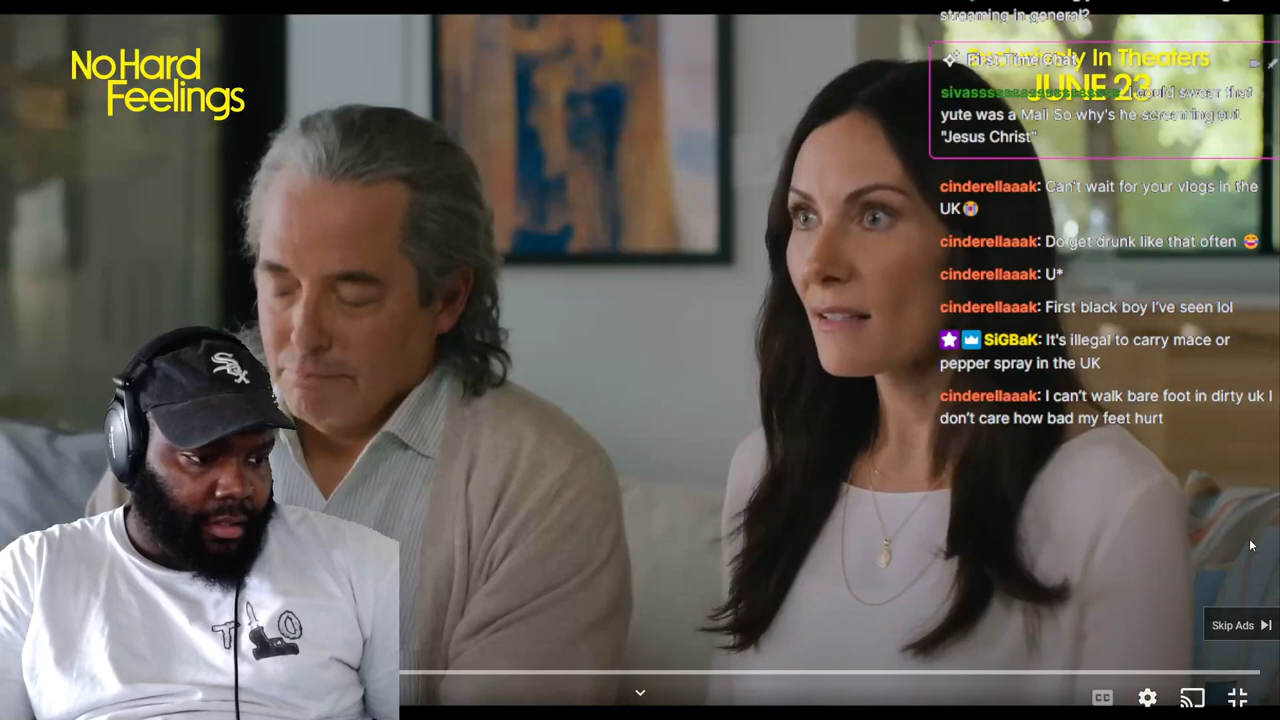 streaming in general?
No Hard
Feelings
In Theaters
JUNE 23
First Time Chat
could swear that
yute was a Mali So why's he screaming out
"Jesus Christ"
cinderellaaak: Can't wait for your vlogs in the
UK😭
cinderellaaak: Do get drunk like that often 😅
cinderellaaak: U*
cinderellaaak: First black boy I've seen lol
SiGBaK: It's illegal to carry mace or
pepper spray in the UK
cinderellaaak: I can't walk bare foot in dirty uk I
don't care how bad my feet hurt
Sox
TLO
Skip Ads
CC